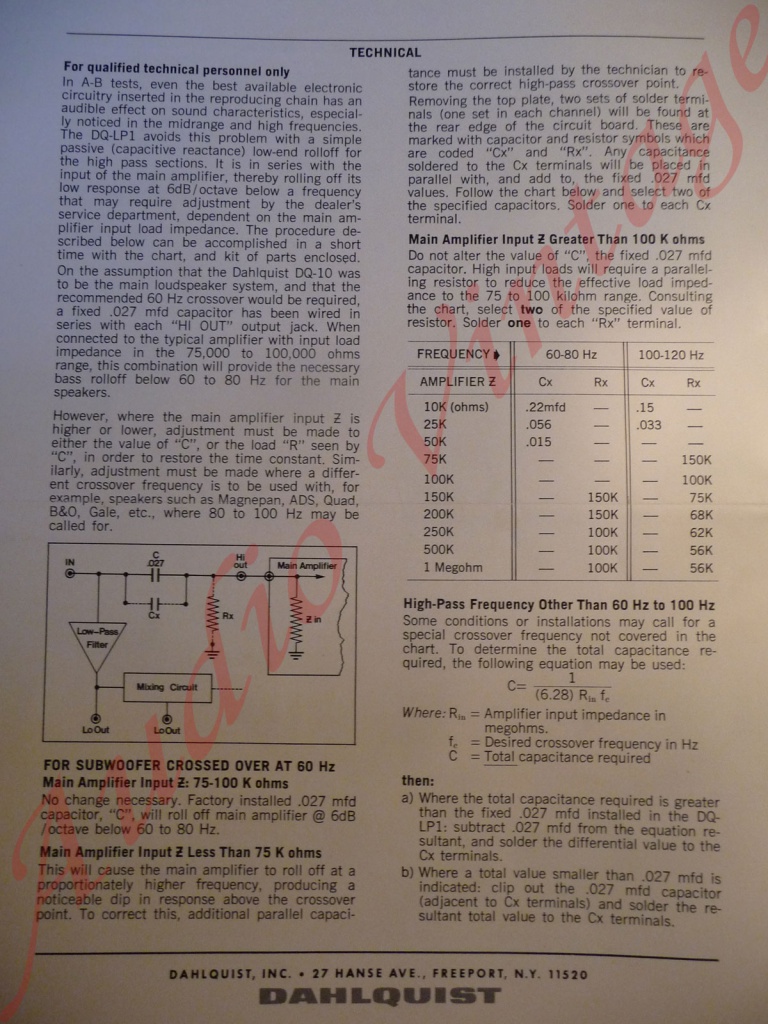 TECHNICAL
For qualified technical personnel only
In A-B tests, even the best available electronic
circuitry inserted in the reproducing chain has an
audible effect on sound characteristics, especial-
ly noticed in the midrange and high frequencies.
The DQ-LP1 avoids this problem with a simple
passive (capacitive reactance) low-end rolloff for
the high pass sections. It is in series with the
input of the main amplifier, thereby rolling off its
low response at 6dB/octave below a frequency
that may require adjustment by the dealer's
service department, dependent on the main am-
plifier input load impedance. The procedure de-
scribed below can be accomplished in a short
time with the chart, and kit of parts enclosed.
On the assumption that the Dahlquist DQ-10 was
to be the main loudspeaker system, and that the
recommended 60 Hz crossover would be required,
a fixed .027 mfd capacitor has been wired in
series with each "HI OUT" output jack. When
connected to the typical amplifier with input load
impedance in the 75,000 to 100,000 ohms
range, this combination will provide the necessary
bass rolloff below 60 to 80 Hz for the main
speakers.
However, where the main amplifier input Ƶ is
higher or lower, adjustment must be made to
either the value of "C", or the load "R" seen by
"C", in order to restore the time constant. Sim-
ilarly, adjustment must be made where a differ-
ent crossover frequency is to be used with, for
example, speakers such as Magnepan, ADS, Quad,
B&O, Gale, etc., where 80 to 100 Hz may be
called for.
IN
C
.027
Hi
out
Main Amplifier
Cx
Rx
Ƶ in
Low-Pass
Filter
Mixing Circuit
Lo Out
Lo Out
FOR SUBWOOFER CROSSED OVER AT 60 Hz
Main Amplifier Input Ƶ: 75-100 K ohms
No change necessary. Factory installed .027 mfd
capacitor, "C", will roll off main amplifier @ 6dB
/octave below 60 to 80 Hz.
Main Amplifier Input Ƶ Less Than 75 K ohms
This will cause the main amplifier to roll off at a
proportionately higher frequency, producing a
noticeable dip in response above the crossover
point. To correct this, additional parallel capaci-
tance must be installed by the technician to re-
store the correct high-pass crossover point.
Removing the top plate, two sets of solder termi-
nals (one set in each channel) will be found at
the rear edge of the circuit board. These are
marked with capacitor and resistor symbols which
are coded "Cx" and "Rx". Any capacitance
soldered to the Cx terminals will be placed in
parallel with, and add to, the fixed .027 mfd
values. Follow the chart below and select two of
the specified capacitors. Solder one to each Cx
terminal.
Main Amplifier Input Ƶ Greater Than 100 K ohms
Do not alter the value of "C", the fixed .027 mfd
capacitor. High input loads will require a parallel-
ing resistor to reduce the effective load imped-
ance to the 75 to 100 kilohm range. Consulting
the chart, select two of the specified value of
resistor. Solder one to each "Rx" terminal.
FREQUENCY 60-80 Hz 100-120 Hz
AMPLIFIER Ƶ Cx Rx Cx Rx
10K (ohms) .22mfd — .15 —
25K .056 — .033 —
50K .015 — — —
75K — — — 150K
100K — — — 100K
150K — 150K — 75K
200K — 150K — 68K
250K — 100K — 62K
500K — 100K — 56K
1 Megohm — 100K — 56K
High-Pass Frequency Other Than 60 Hz to 100 Hz
Some conditions or installations may call for a
special crossover frequency not covered in the
chart. To determine the total capacitance re-
quired, the following equation may be used:
C= 1
(6.28) Rin fc
Where: Rin = Amplifier input impedance in
megohms.
fc = Desired crossover frequency in Hz
C = Total capacitance required
then:
a) Where the total capacitance required is greater
than the fixed .027 mfd installed in the DQ-
LP1: subtract .027 mfd from the equation re-
sultant, and solder the differential value to the
Cx terminals.
b) Where a total value smaller than .027 mfd is
indicated: clip out the .027 mfd capacitor
(adjacent to Cx terminals) and solder the re-
sultant total value to the Cx terminals.
DAHLQUIST, INC. • 27 HANSE AVE., FREEPORT, N.Y. 11520
DAHLQUIST
Audio Vintage